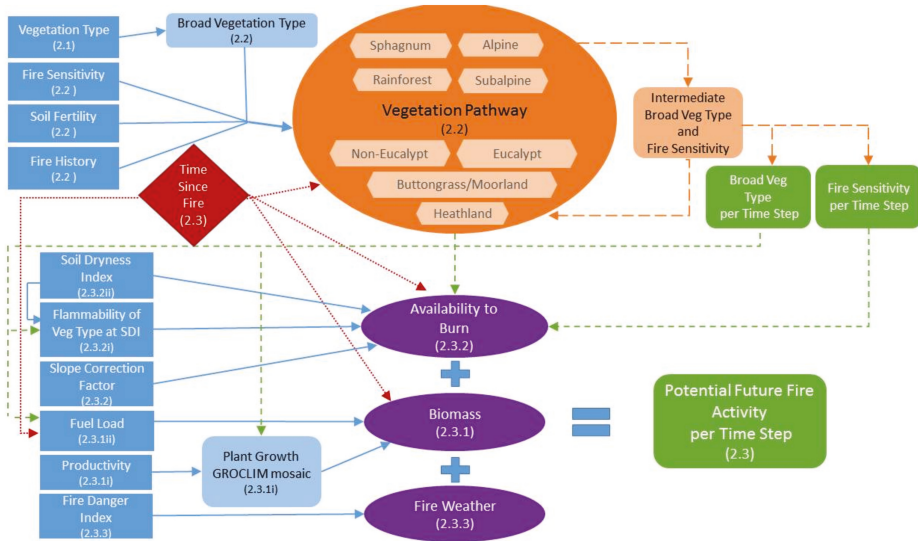 Vegetation Type
(2.1)
Broad Vegetation Type
(2.2)
Fire Sensitivity
(2.2 )
Soil Fertility
(2.2 )
Fire History
(2.2 )
Time
Since
Fire
(2.3)
Sphagnum
Alpine
Rainforest
Subalpine
Vegetation Pathway
(2.2)
Non-Eucalypt
Eucalypt
Buttongrass/Moorland
Heathland
Intermediate
Broad Veg Type
and
Fire Sensitivity
Broad Veg
Type
per Time Step
Fire Sensitivity
per Time Step
Soil Dryness
Index
(2.3.2ii)
Flammability of
Veg Type at SDI
(2.3.2i)
Slope Correction
Factor
(2.3.2)
Fuel Load
(2.3.1ii)
Productivity
(2.3.1i)
Fire Danger
Index
(2.3.3)
Plant Growth
GROCLIM mosaic
(2.3.1i)
Availability to
Burn
(2.3.2)
Biomass
(2.3.1)
Fire Weather
(2.3.3)
Potential Future Fire
Activity
per Time Step
(2.3)